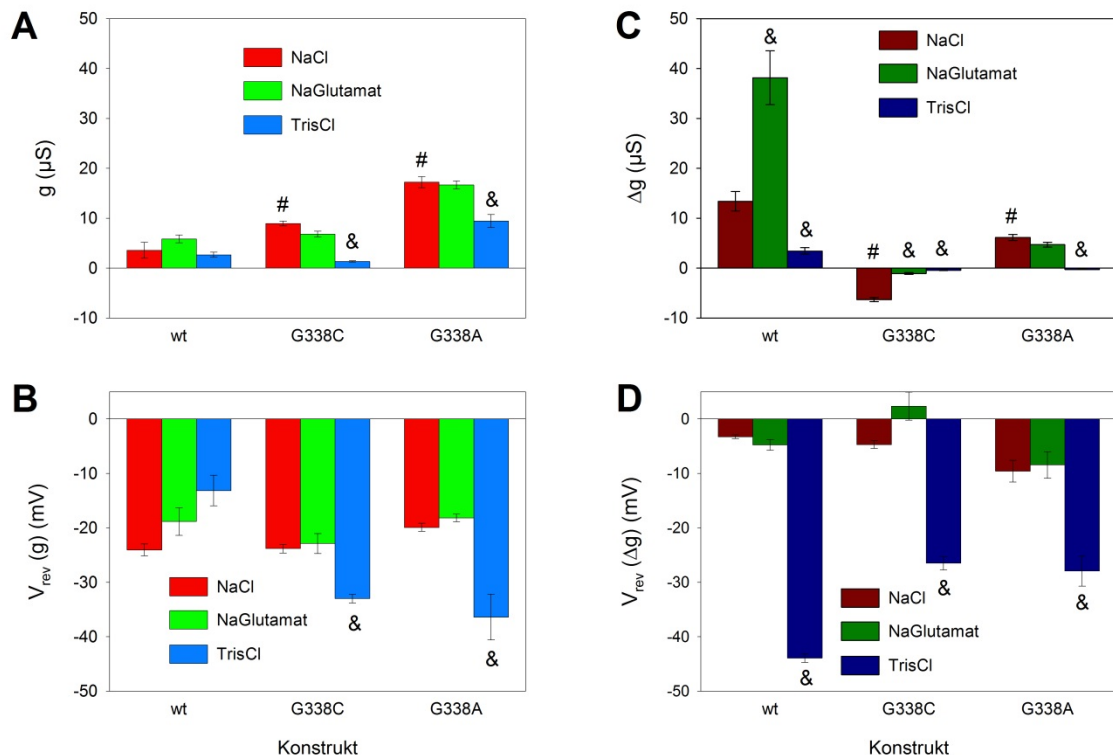 A
50
40
30
20
10
0
-10
g (µS)
NaCl
NaGlutamat
TrisCl
#
&
#
&
wt
G338C
G338A
C
50
40
30
20
10
0
-10
Δg (µS)
NaCl
NaGlutamat
TrisCl
&
&
#
&
&
#
&
wt
G338C
G338A
B
0
-10
-20
-30
-40
-50
Vrev (g) (mV)
NaCl
NaGlutamat
TrisCl
&
&
wt
G338C
G338A
Konstrukt
D
0
-10
-20
-30
-40
-50
Vrev (Δg) (mV)
NaCl
NaGlutamat
TrisCl
&
&
&
wt
G338C
G338A
Konstrukt